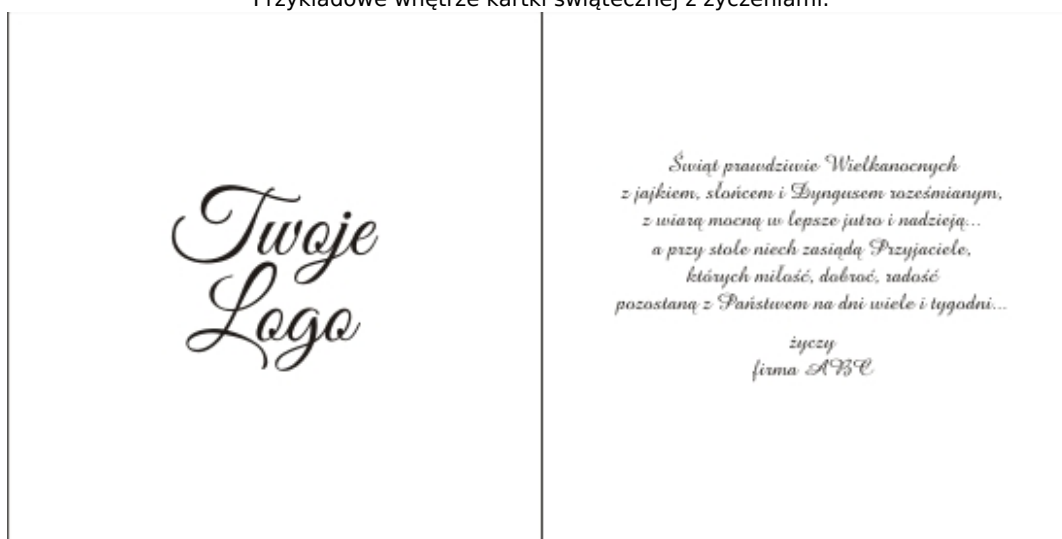 Przykładowe wnętrze kartki świątecznej z życzeniami.
Twoje
Logo
Świąt prawdziwie Wielkanocnych
z jajkiem, słońcem i Dyngusem roześmianym,
z wiarą mocną w lepsze jutro i nadzieją...
a przy stole niech zasiądą Przyjaciele,
których miłość, dobroć, radość
pozostaną z Państwem na dni wiele i tygodni...
życzy
firma ABC